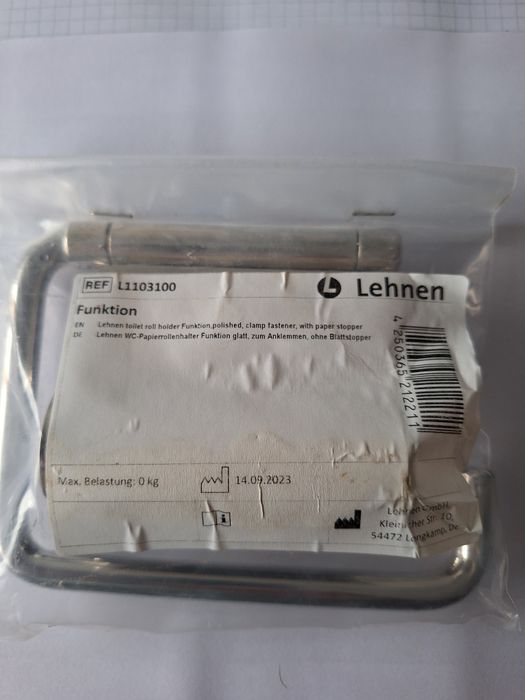 REF L1103100
Lehnen
Funktion
EN Lehnen toilet roll holder Funktion,polished, clamp fastener, with paper stopper
DE Lehnen WC-Papierrollenhalter Funktion glatt, zum Anklemmen, ohne Blattstopper
4 250365 212211
Max. Belastung: 0 kg
14.09.2023
Lehnen GmbH,
Str. 40,
54472 Longkamp, De